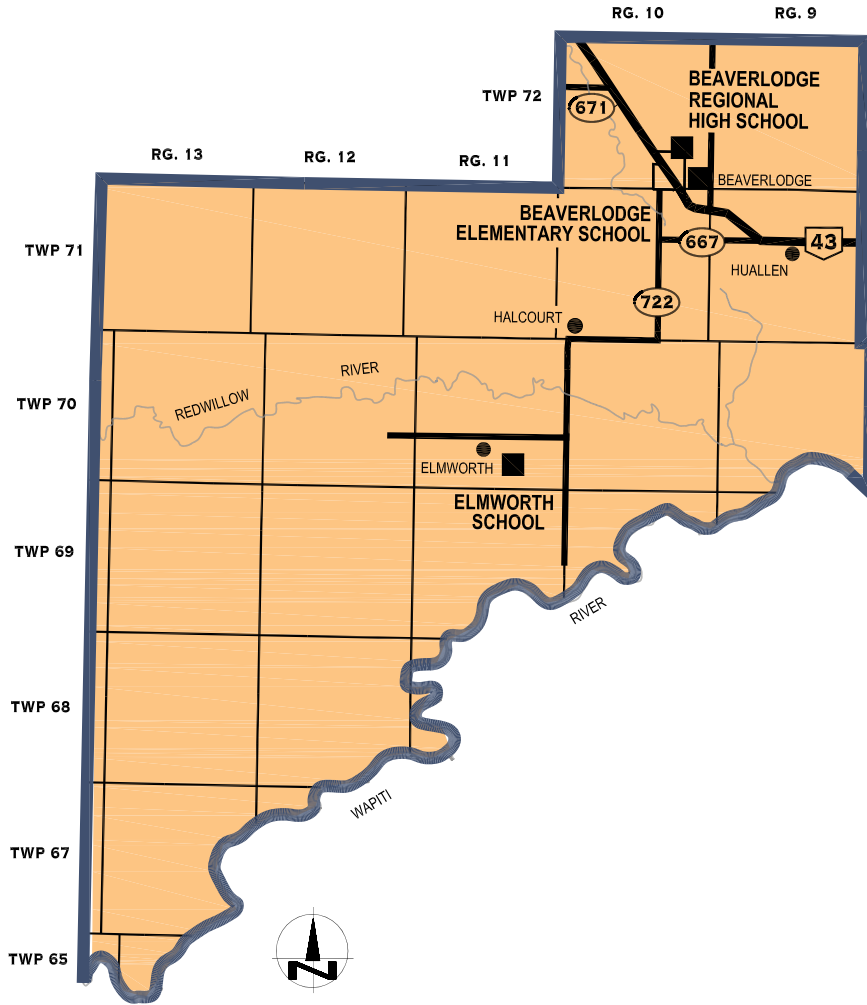 RG. 10
RG. 9
TWP 72
671
BEAVERLODGE
REGIONAL
HIGH SCHOOL
RG. 13
RG. 12
RG. 11
BEAVERLODGE
BEAVERLODGE
ELEMENTARY SCHOOL
TWP 71
667
43
HUALLEN
722
HALCOURT
TWP 70
REDWILLOW
RIVER
ELMWORTH
ELMWORTH
SCHOOL
TWP 69
RIVER
TWP 68
WAPITI
TWP 67
TWP 65
N